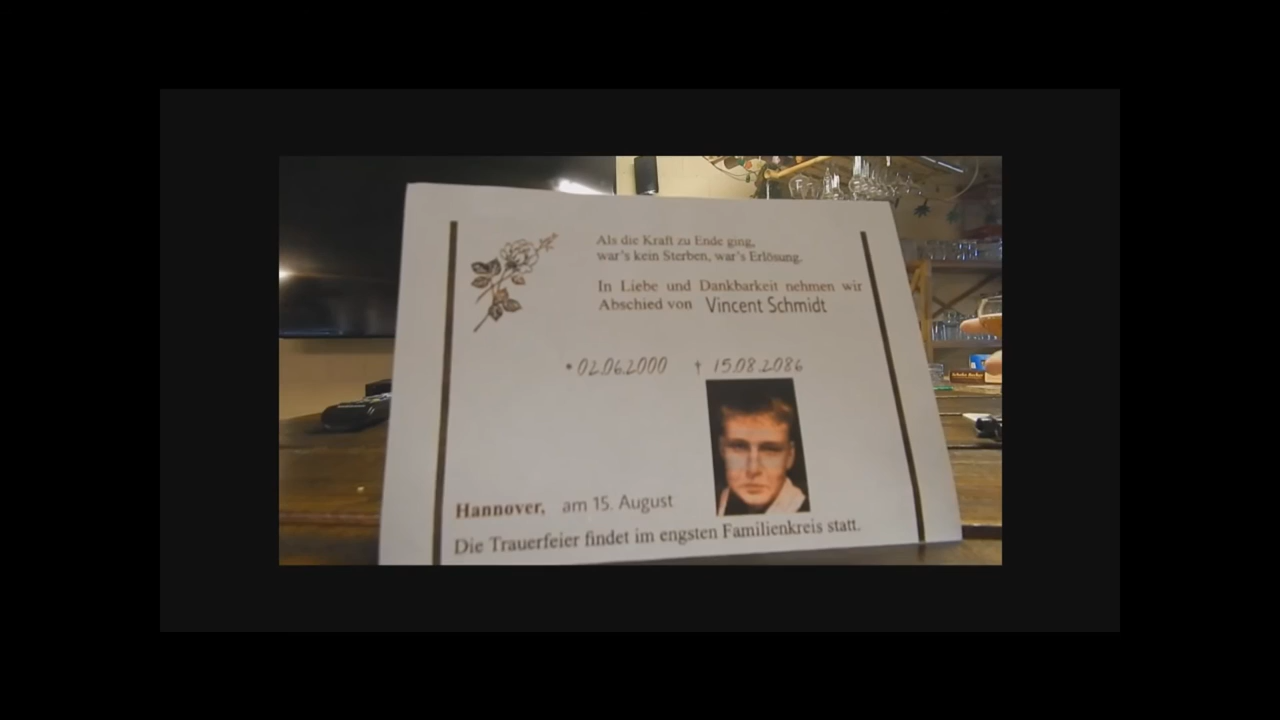 Als die Kraft zu Ende ging,
war's kein Sterben, war's Erlösung.
In Liebe und Dankbarkeit nehmen wir
Abschied von Vincent Schmidt
* 02.06.2000 † 15.08.2086
Hannover, am 15. August
Die Trauerfeier findet im engsten Familienkreis statt.